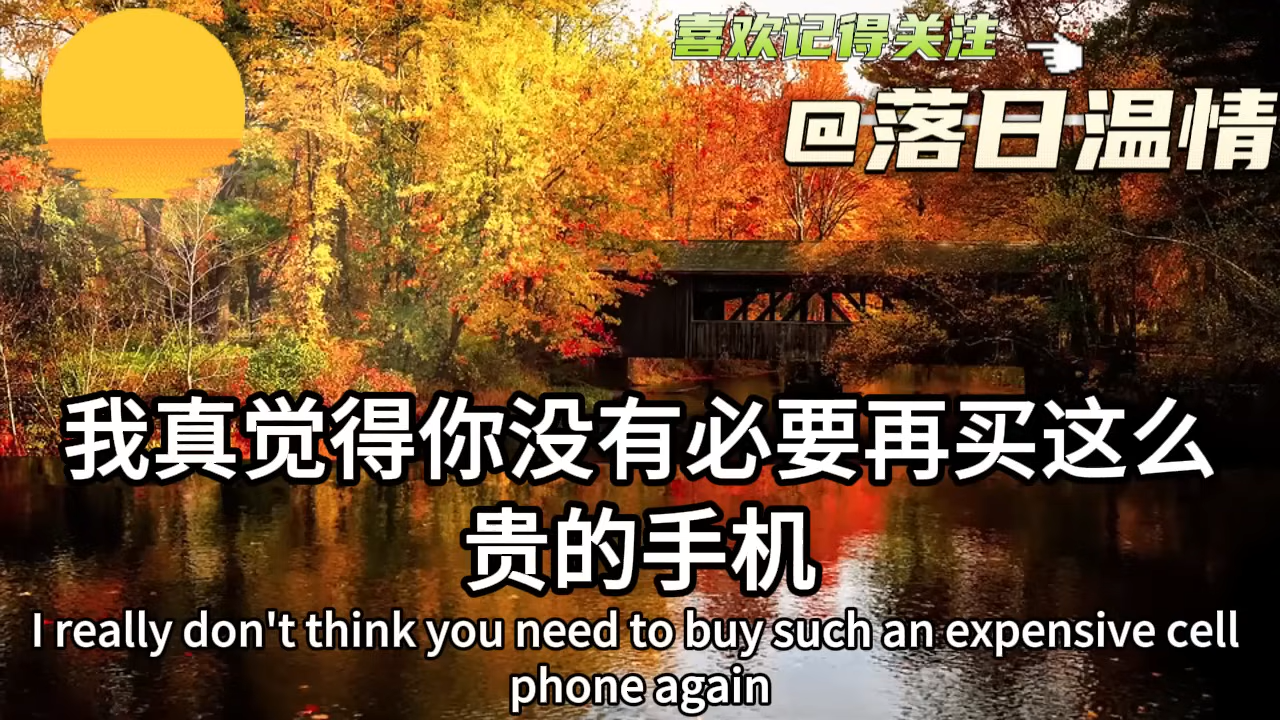 喜欢记得关注
@落日温情
我真觉得你没有必要再买这么
贵的手机
I really don't think you need to buy such an expensive cell
phone again